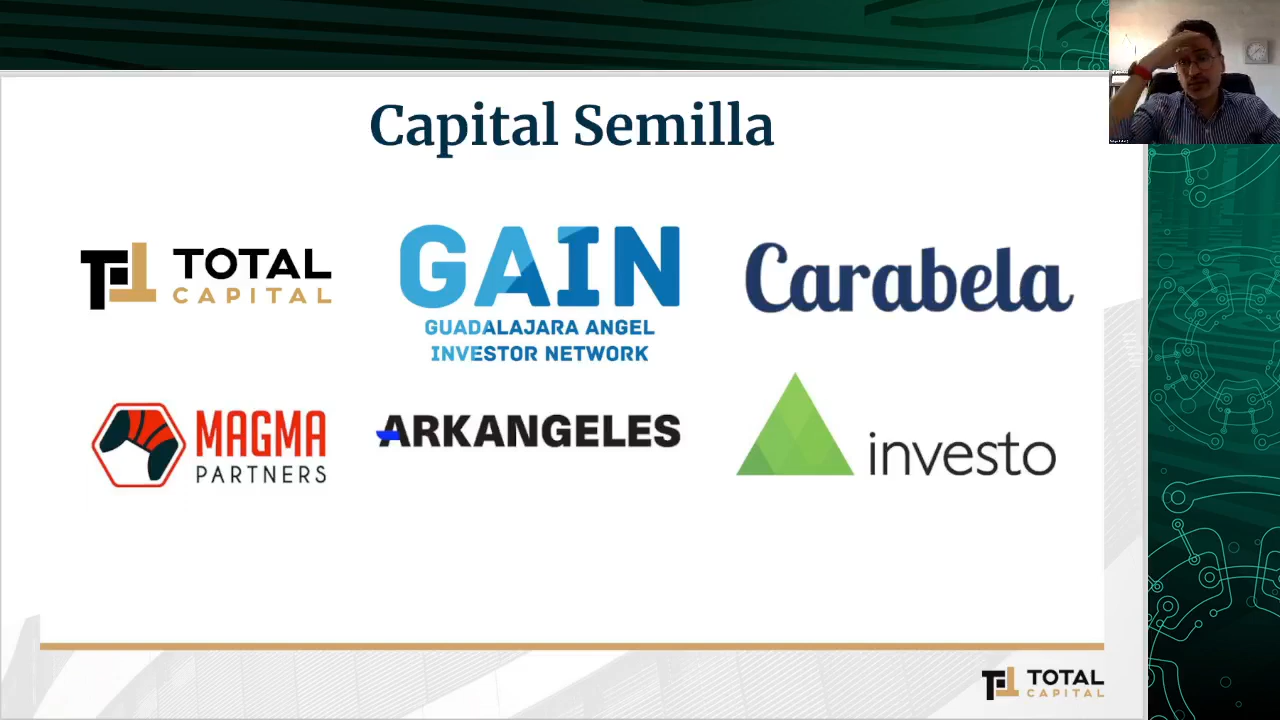 Capital Semilla
TOTAL
CAPITAL
GAIN
GUADALAJARA ANGEL
INVESTOR NETWORK
Carabela
MAGMA
PARTNERS
ARKANGELES
investo
TOTAL
CAPITAL